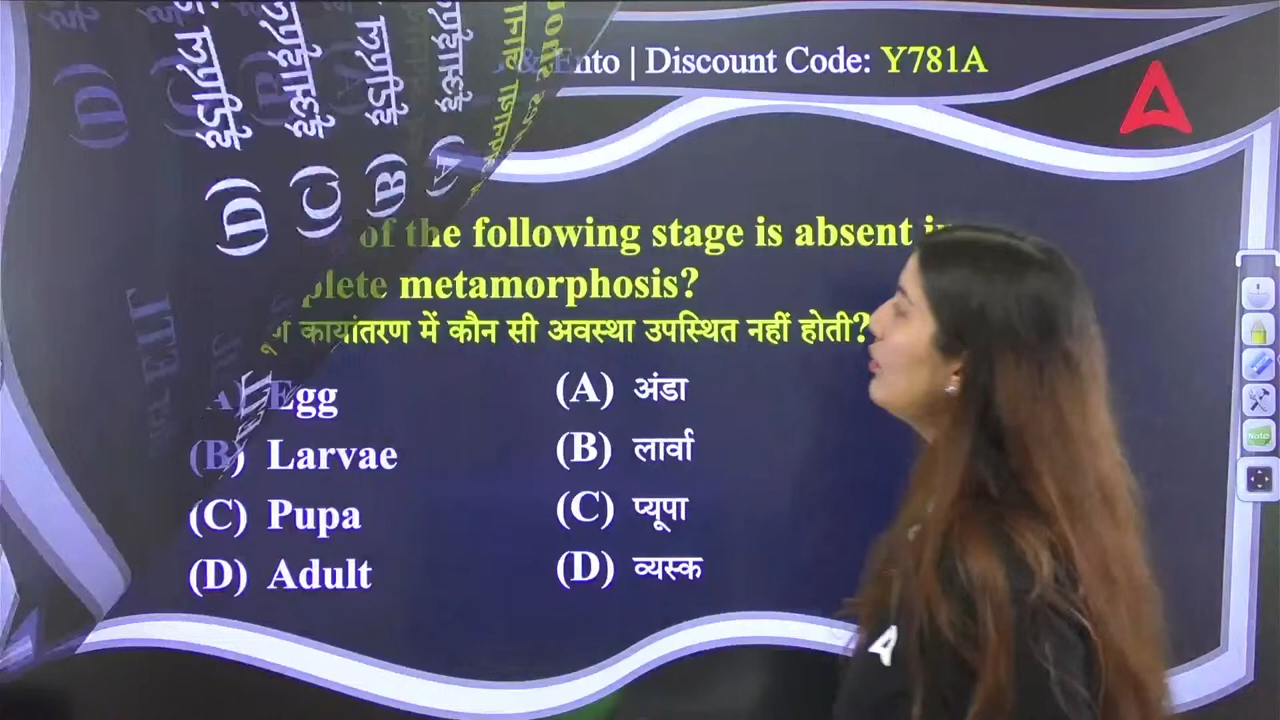 Ento | Discount Code: Y781A
of the following stage is absent
metamorphosis?
कायांतरण में कौन सी अवस्था उपस्थित नहीं होती?
(A) Egg
(A) अंडा
(B) Larvae
(B) लार्वा
(C) Pupa
(C) प्यूपा
(D) Adult
(D) व्यस्क
(D)
(C)
(B)
(A)